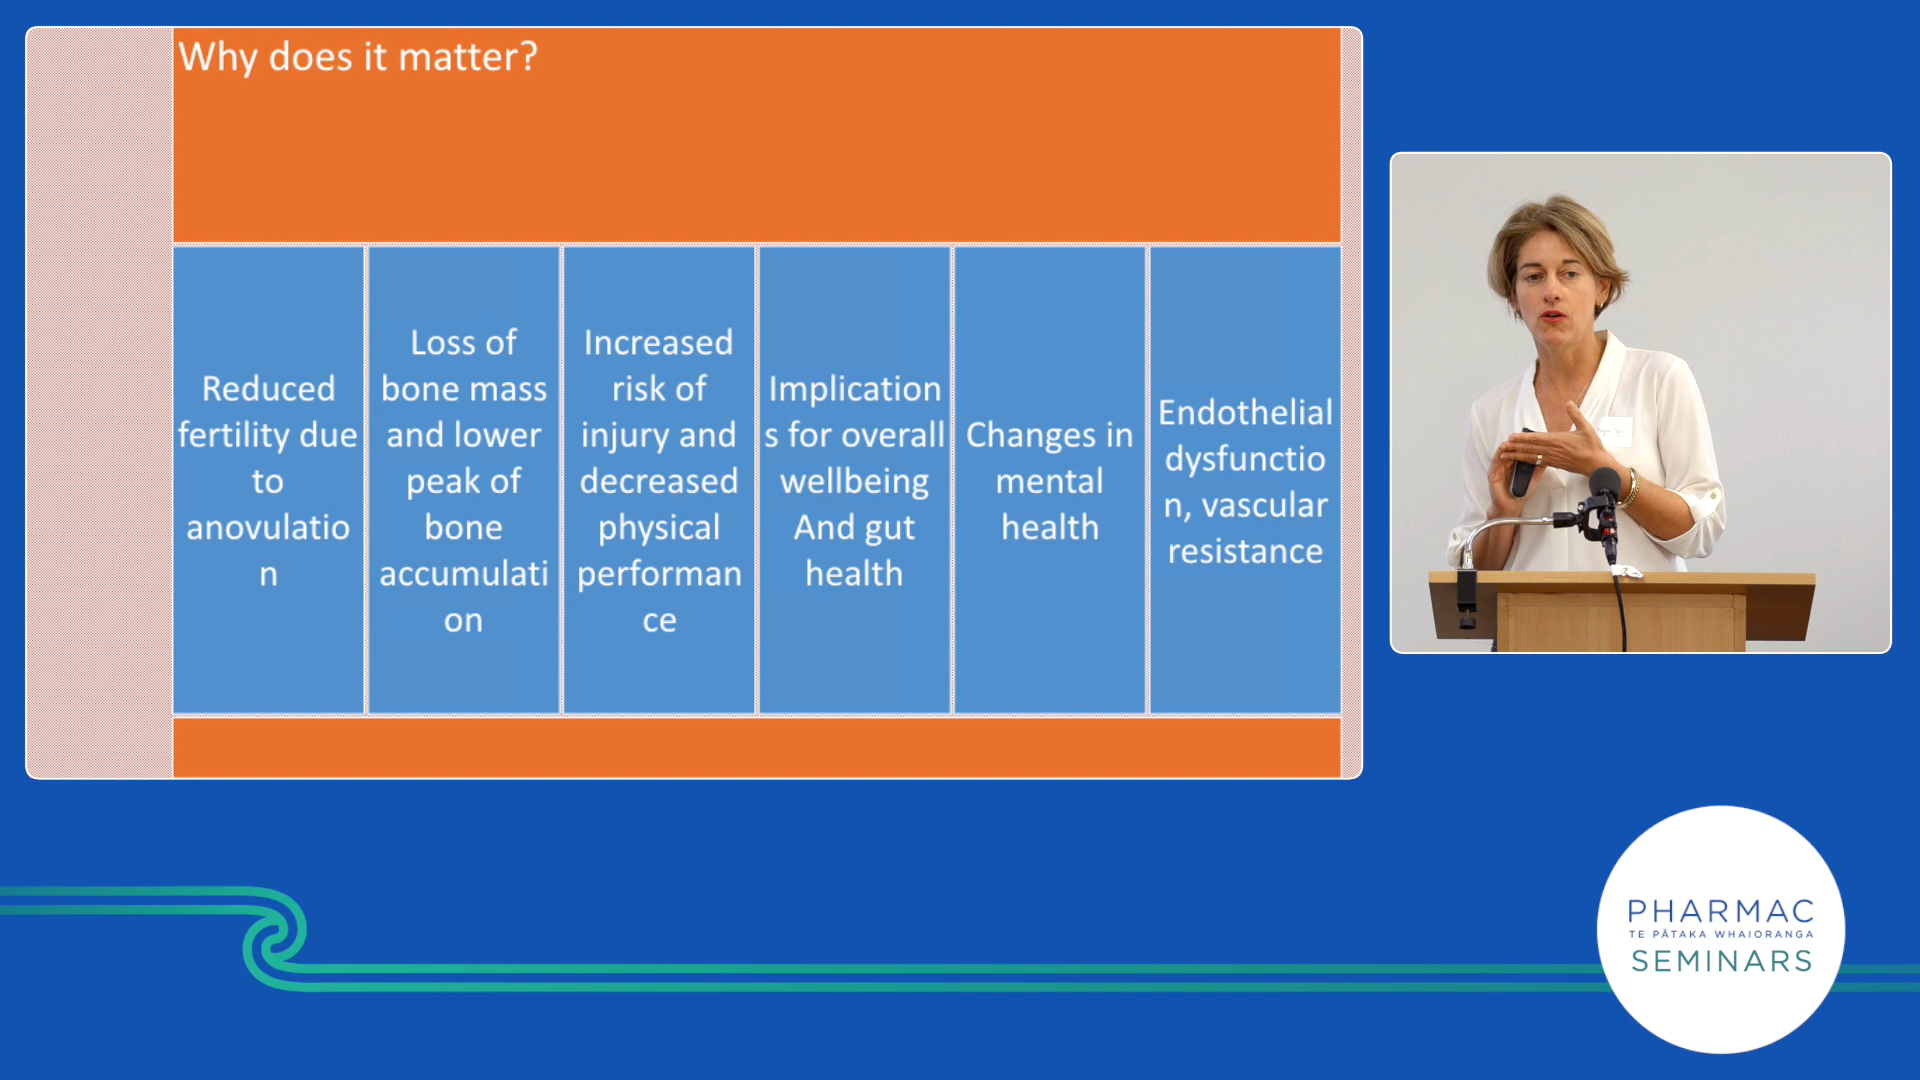 Why does it matter?
Reduced
fertility due
to
anovulatio
n
Loss of
bone mass
and lower
peak of
bone
accumulati
on
Increased
risk of
injury and
decreased
physical
performan
ce
Implication
s for overall
wellbeing
And gut
health
Changes in
mental
health
Endothelial
dysfunctio
n, vascular
resistance
PHARMAC
TE PĀTAKA WHAIORANGA
SEMINARS